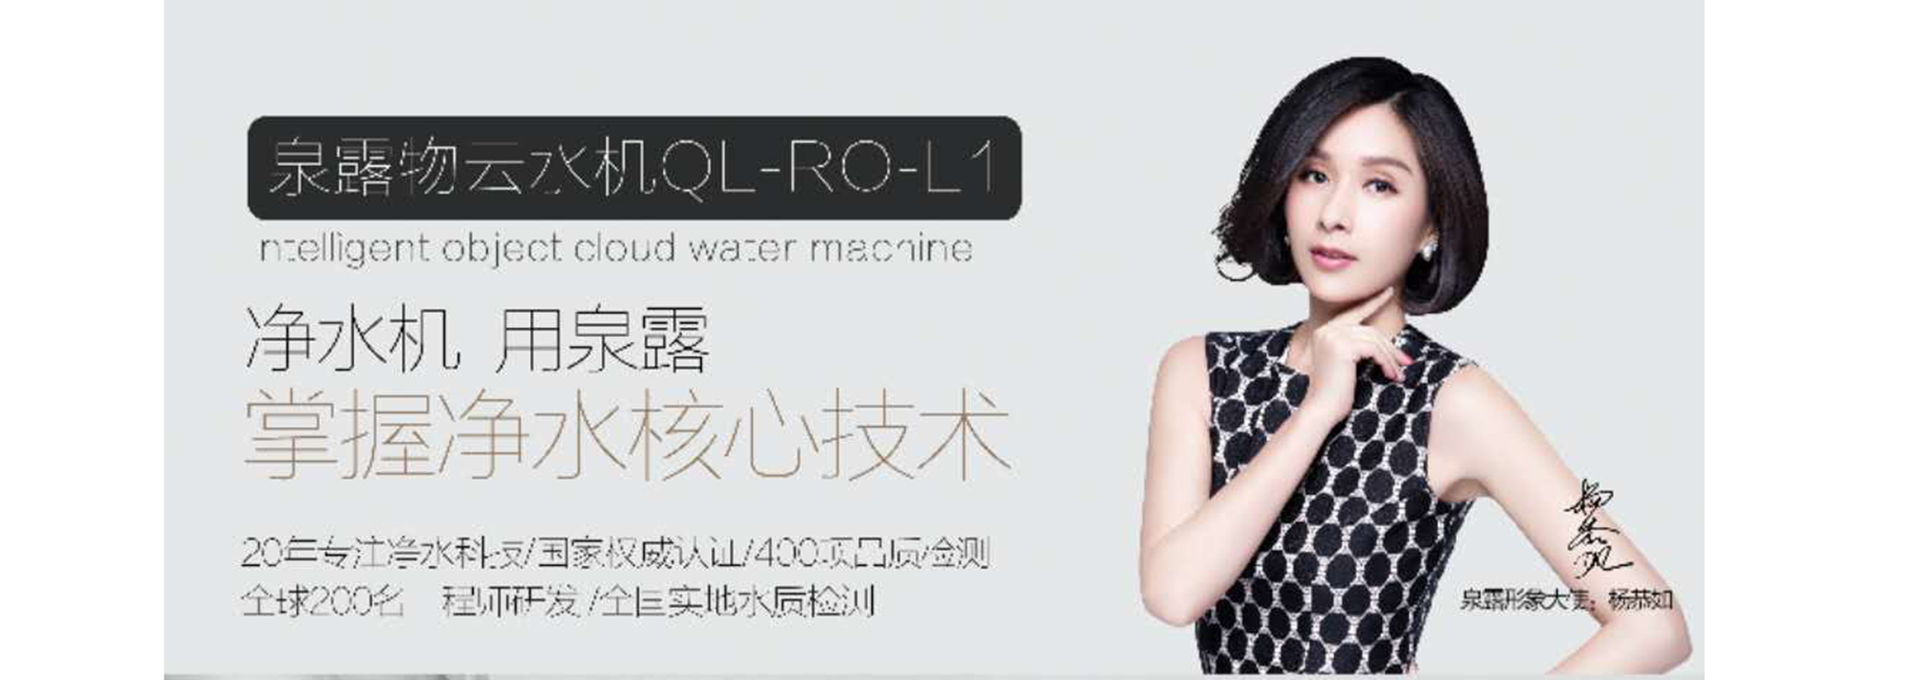 泉露物云水机QL-RO-L1
ntelligent object cloud water machine
净水机 用泉露
掌握净水核心技术
20年专注净水科技/国家权威认证/400项品质检测
全球200名 程师研发/全国实地水质检测
泉露形象大使：杨恭如